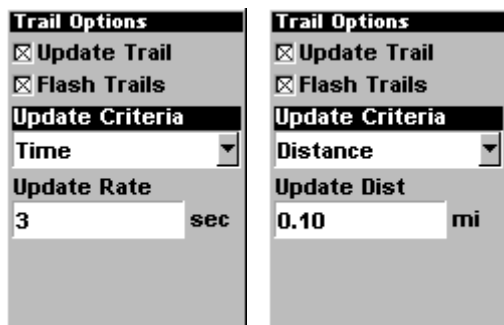 Trail Options
Update Trail
Flash Trails
Update Criteria
Time
Update Rate
3 sec
Trail Options
Update Trail
Flash Trails
Update Criteria
Distance
Update Dist
0.10 mi